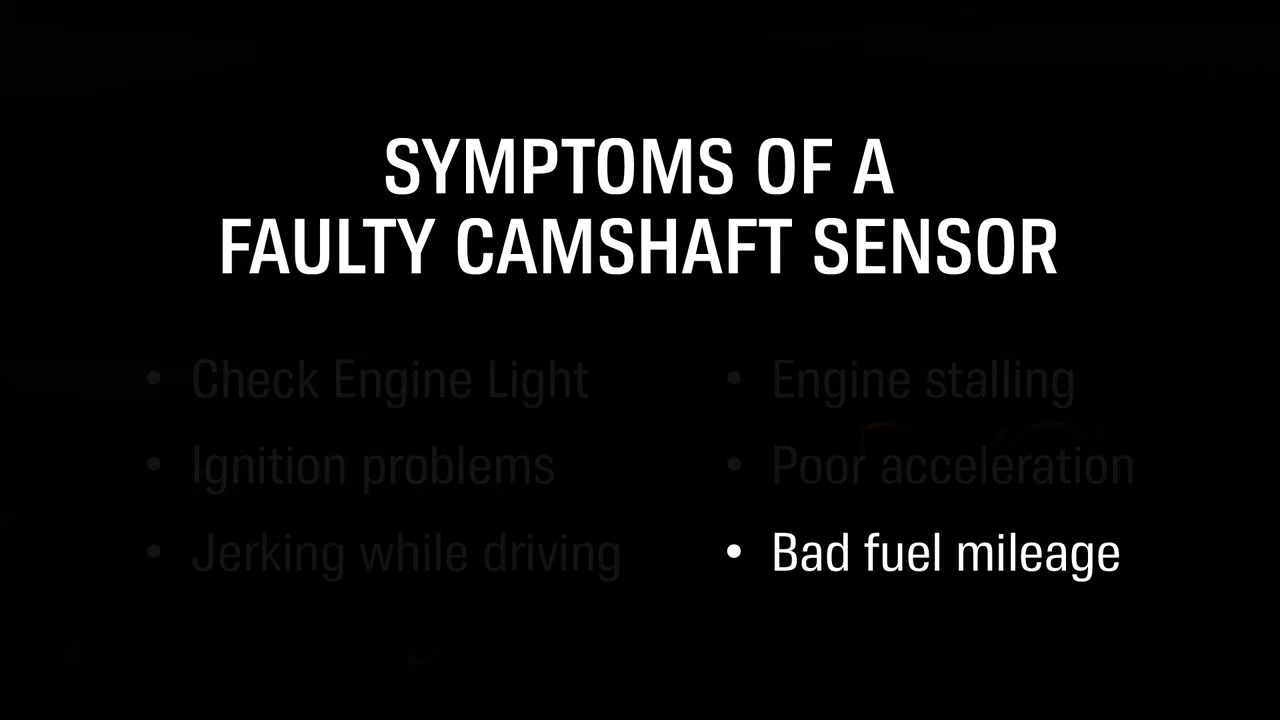 SYMPTOMS OF A
FAULTY CAMSHAFT SENSOR
• Check Engine Light
• Ignition problems
• Jerking while driving
• Engine stalling
• Poor acceleration
• Bad fuel mileage